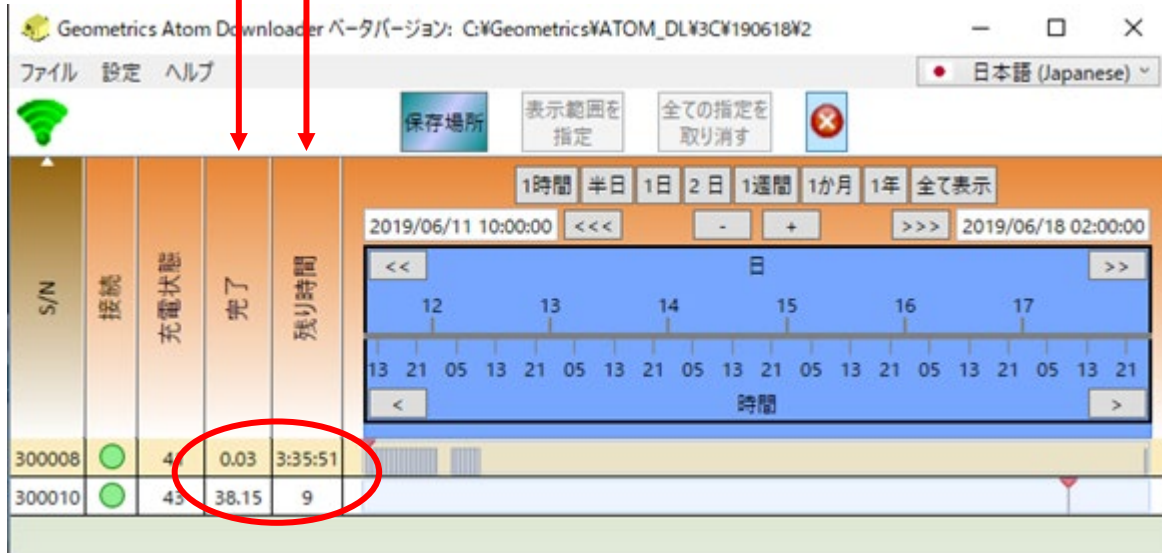 Geometrics Atom Downloader ベータバージョン: C:¥Geometrics¥ATOM_DL¥3C¥190618¥2
ファイル 設定 ヘルプ
日本語 (Japanese)
保存場所
表示範囲を
指定
全ての指定を
取り消す
S/N
接続
充電状態
完了
残り時間
1時間 半日 1日 2 日 1週間 1か月 1年 全て表示
2019/06/11 10:00:00 <<< - + >>> 2019/06/18 02:00:00
<< 日 >>
12 13 14 15 16 17
13 21 05 13 21 05 13 21 05 13 21 05 13 21 05 13 21 05 13 21
< 時間 >
300008 0.03 3:35:51
300010 43 38.15 9